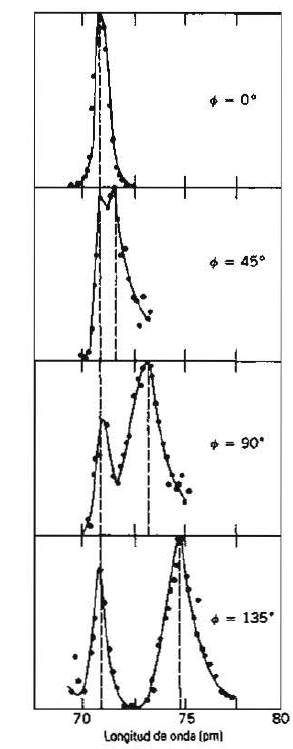 ϕ = 0°
ϕ = 45°
ϕ = 90°
ϕ = 135°
70 75 80
Longitud de onda (pm)